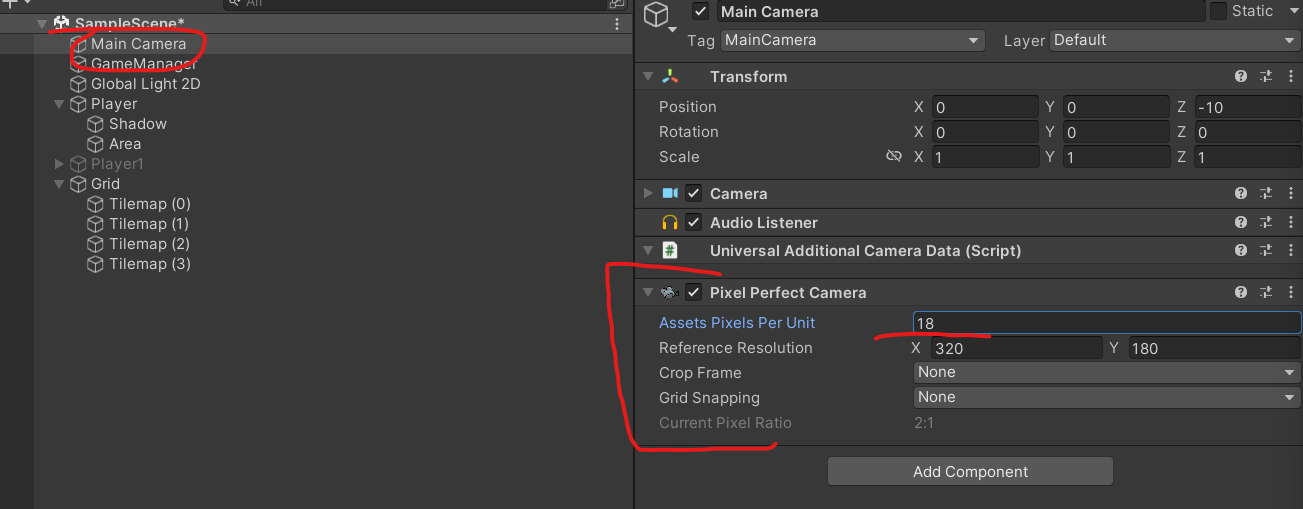 All
SampleScene*
Main Camera
GameManager
Global Light 2D
Player
Shadow
Area
Player1
Grid
Tilemap (0)
Tilemap (1)
Tilemap (2)
Tilemap (3)
Main Camera Static
Tag MainCamera Layer Default
Transform
Position X 0 Y 0 Z -10
Rotation X 0 Y 0 Z 0
Scale X 1 Y 1 Z 1
Camera
Audio Listener
# Universal Additional Camera Data (Script)
Pixel Perfect Camera
Assets Pixels Per Unit 18
Reference Resolution X 320 Y 180
Crop Frame None
Grid Snapping None
Current Pixel Ratio 2:1
Add Component